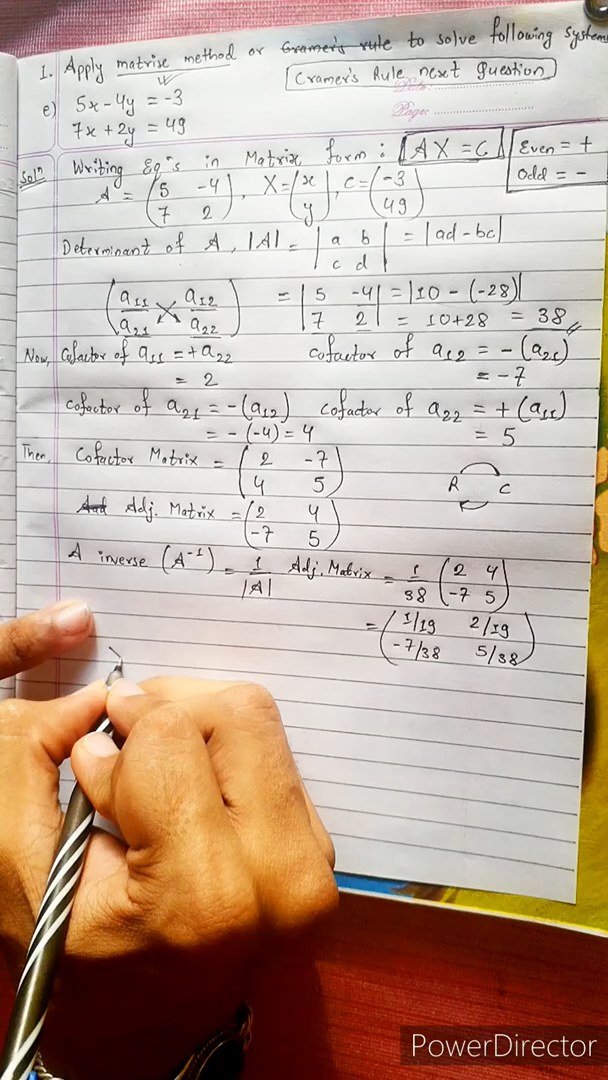 1. Apply matrix method or Cramer's rule to solve following systems
Cramer's Rule next Question
Date:
Page:
e) 5x - 4y = -3
7x + 2y = 49
Solⁿ Writing Eqⁿs in Matrix form: AX = C
Even = +
Odd = -
A = (5 -4 / 7 2), X = (x / y), C = (-3 / 49)
Determinant of A, |A| = |a b / c d| = |ad - bc|
(a₁₁ a₁₂ / a₂₁ a₂₂) = |5 -4 / 7 2| = |10 - (-28)|
= 10 + 28 = 38
Now, Cofactor of a₁₁ = +a₂₂ cofactor of a₁₂ = -(a₂₁)
= 2 = -7
cofactor of a₂₁ = -(a₁₂) cofactor of a₂₂ = +(a₁₁)
= -(-4) = 4 = 5
Then, Cofactor Matrix = (2 -7 / 4 5)
R C
Adj. Matrix = (2 4 / -7 5)
A inverse (A⁻¹) = 1/|A| Adj. Matrix = 1/38 (2 4 / -7 5)
= (1/19 2/19 / -7/38 5/38)
PowerDirector